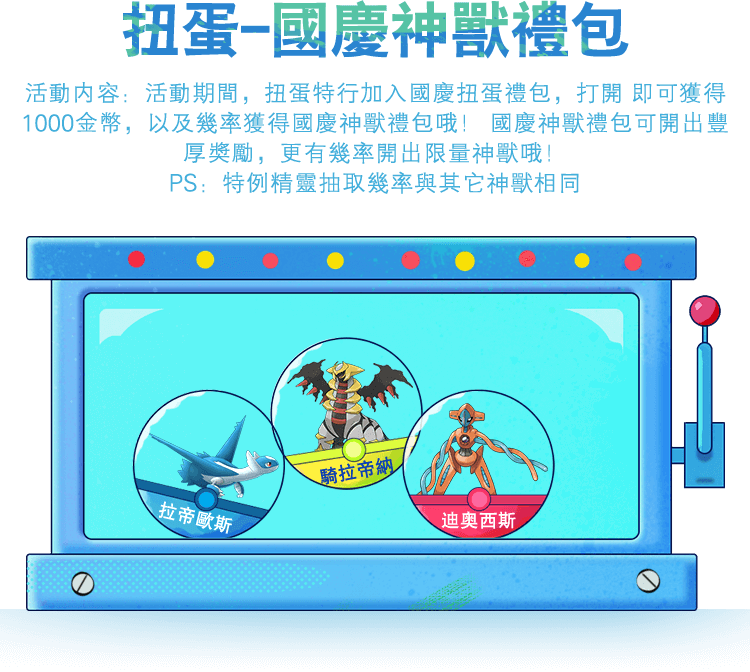 扭蛋-國慶神獸禮包
活動内容：活動期間，扭蛋特行加入國慶扭蛋禮包，打開 即可獲得
1000金幣，以及幾率獲得國慶神獸禮包哦！ 國慶神獸禮包可開出豐
厚獎勵，更有幾率開出限量神獸哦！
PS：特例精靈抽取幾率與其它神獸相同
騎拉帝納
拉帝歐斯
迪奧西斯